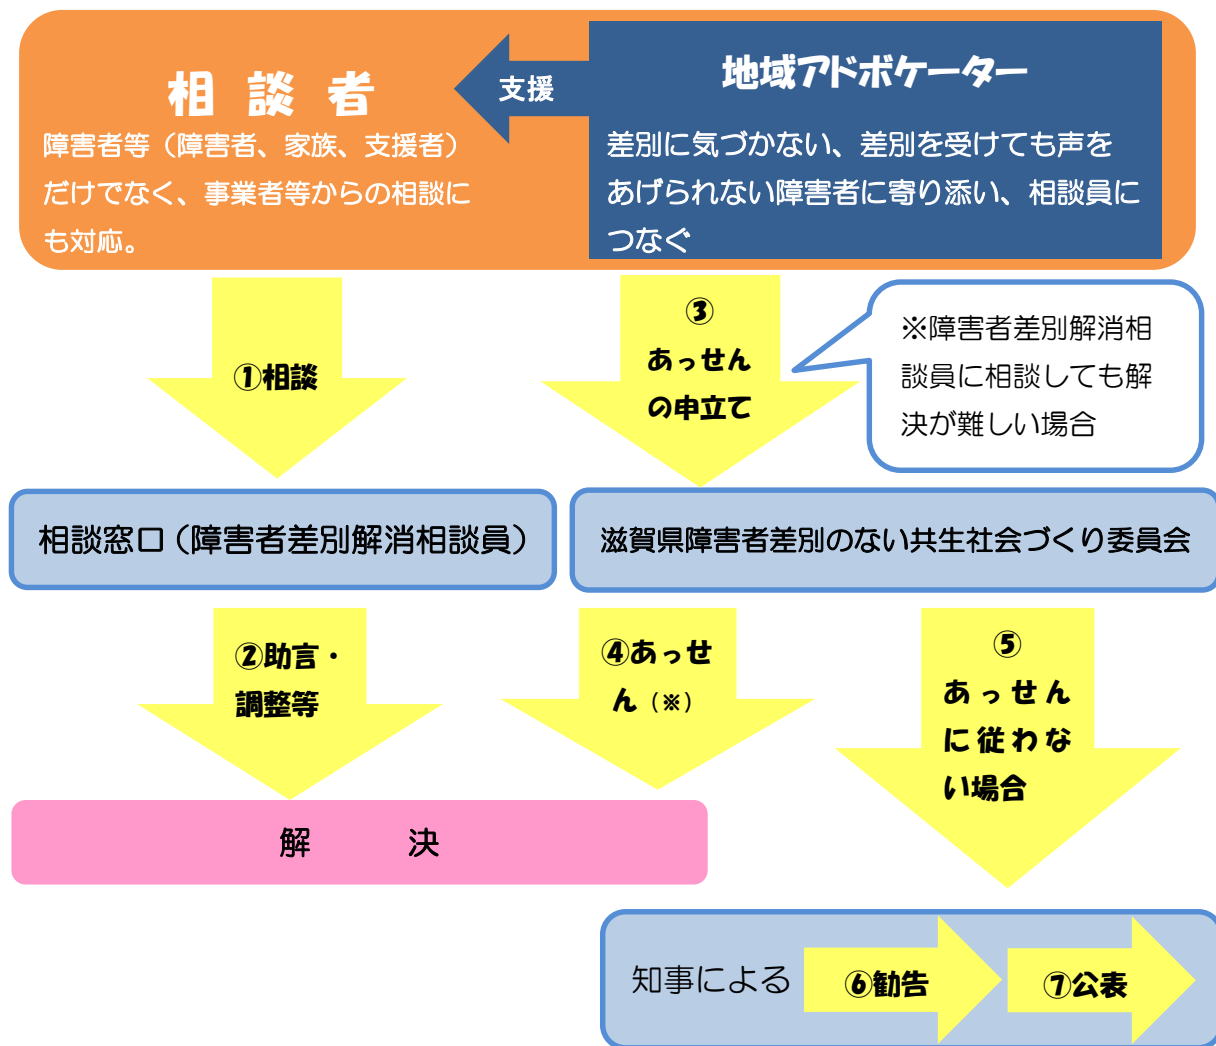 相談者
障害者等（障害者、家族、支援者）
だけでなく、事業者等からの相談に
も対応。
支援
地域アドボケーター
差別に気づかない、差別を受けても声を
あげられない障害者に寄り添い、相談員に
つなぐ
①相談
③
あっせん
の申立て
※障害者差別解消相
談員に相談しても解
決が難しい場合
相談窓口（障害者差別解消相談員）
滋賀県障害者差別のない共生社会づくり委員会
②助言・
調整等
④あっせ
ん（※）
⑤
あっせん
に従わな
い場合
解決
知事による
⑥勧告
⑦公表